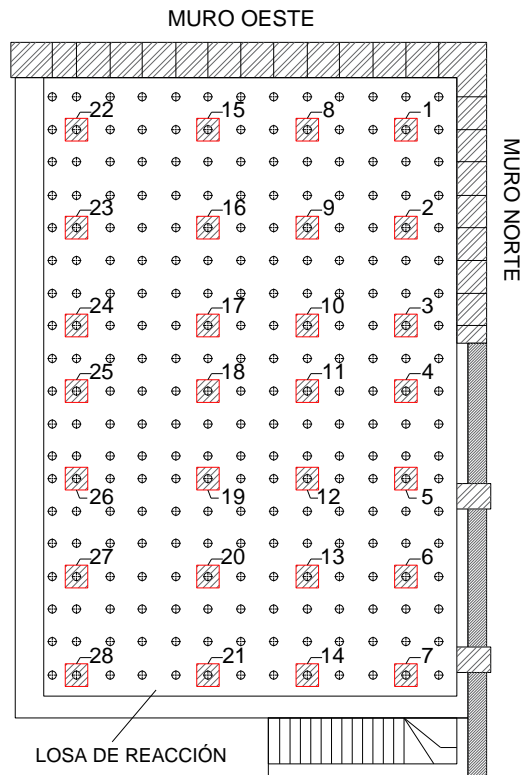 MURO OESTE
MURO NORTE
22 15 8 1
23 16 9 2
24 17 10 3
25 18 11 4
26 19 12 5
27 20 13 6
28 21 14 7
LOSA DE REACCIÓN